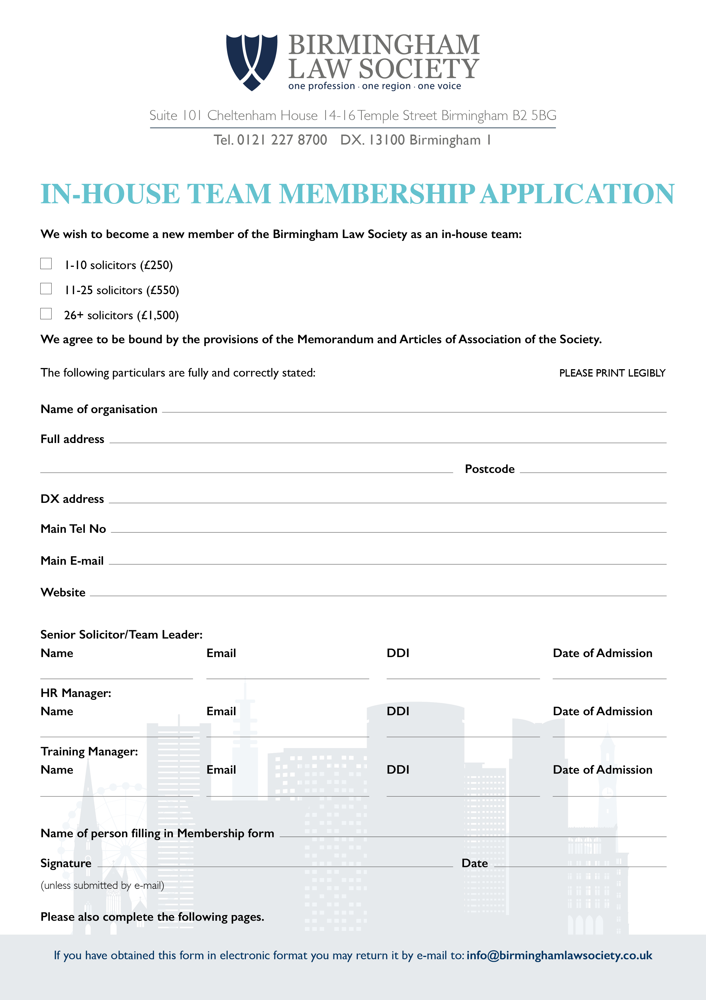 BIRMINGHAM
LAW SOCIETY
one profession · one region · one voice
Suite 101 Cheltenham House 14-16 Temple Street Birmingham B2 5BG
Tel. 0121 227 8700 DX. 13100 Birmingham 1
IN-HOUSE TEAM MEMBERSHIP APPLICATION
We wish to become a new member of the Birmingham Law Society as an in-house team:
1-10 solicitors (£250)
11-25 solicitors (£550)
26+ solicitors (£1,500)
We agree to be bound by the provisions of the Memorandum and Articles of Association of the Society.
The following particulars are fully and correctly stated: PLEASE PRINT LEGIBLY
Name of organisation
Full address
Postcode
DX address
Main Tel No
Main E-mail
Website
Senior Solicitor/Team Leader:
Name Email DDI Date of Admission
HR Manager:
Name Email DDI Date of Admission
Training Manager:
Name Email DDI Date of Admission
Name of person filling in Membership form
Signature Date
(unless submitted by e-mail)
Please also complete the following pages.
If you have obtained this form in electronic format you may return it by e-mail to: info@birminghamlawsociety.co.uk